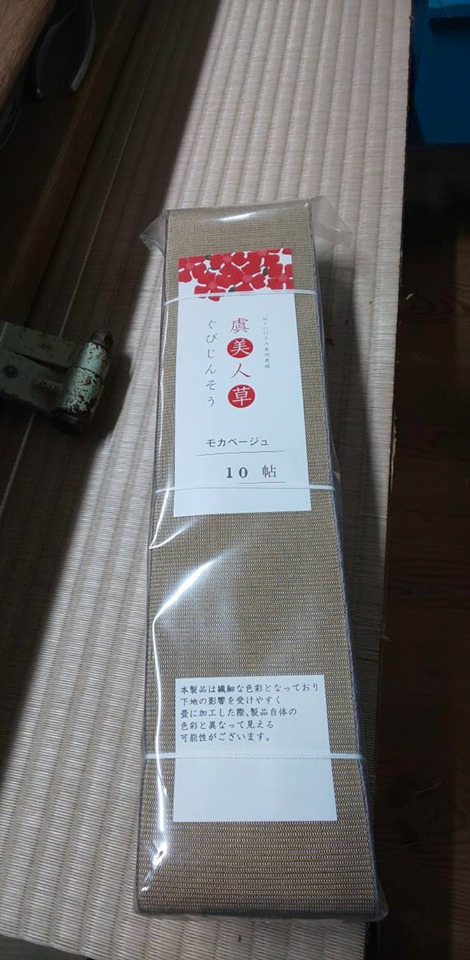 虞美人草
ぐびじんそう
モカベージュ
10 帖
本製品は繊細な色彩となっており
下地の影響を受けやすく
畳に加工した際、製品自体の
色彩と異なって見える
可能性がございます。